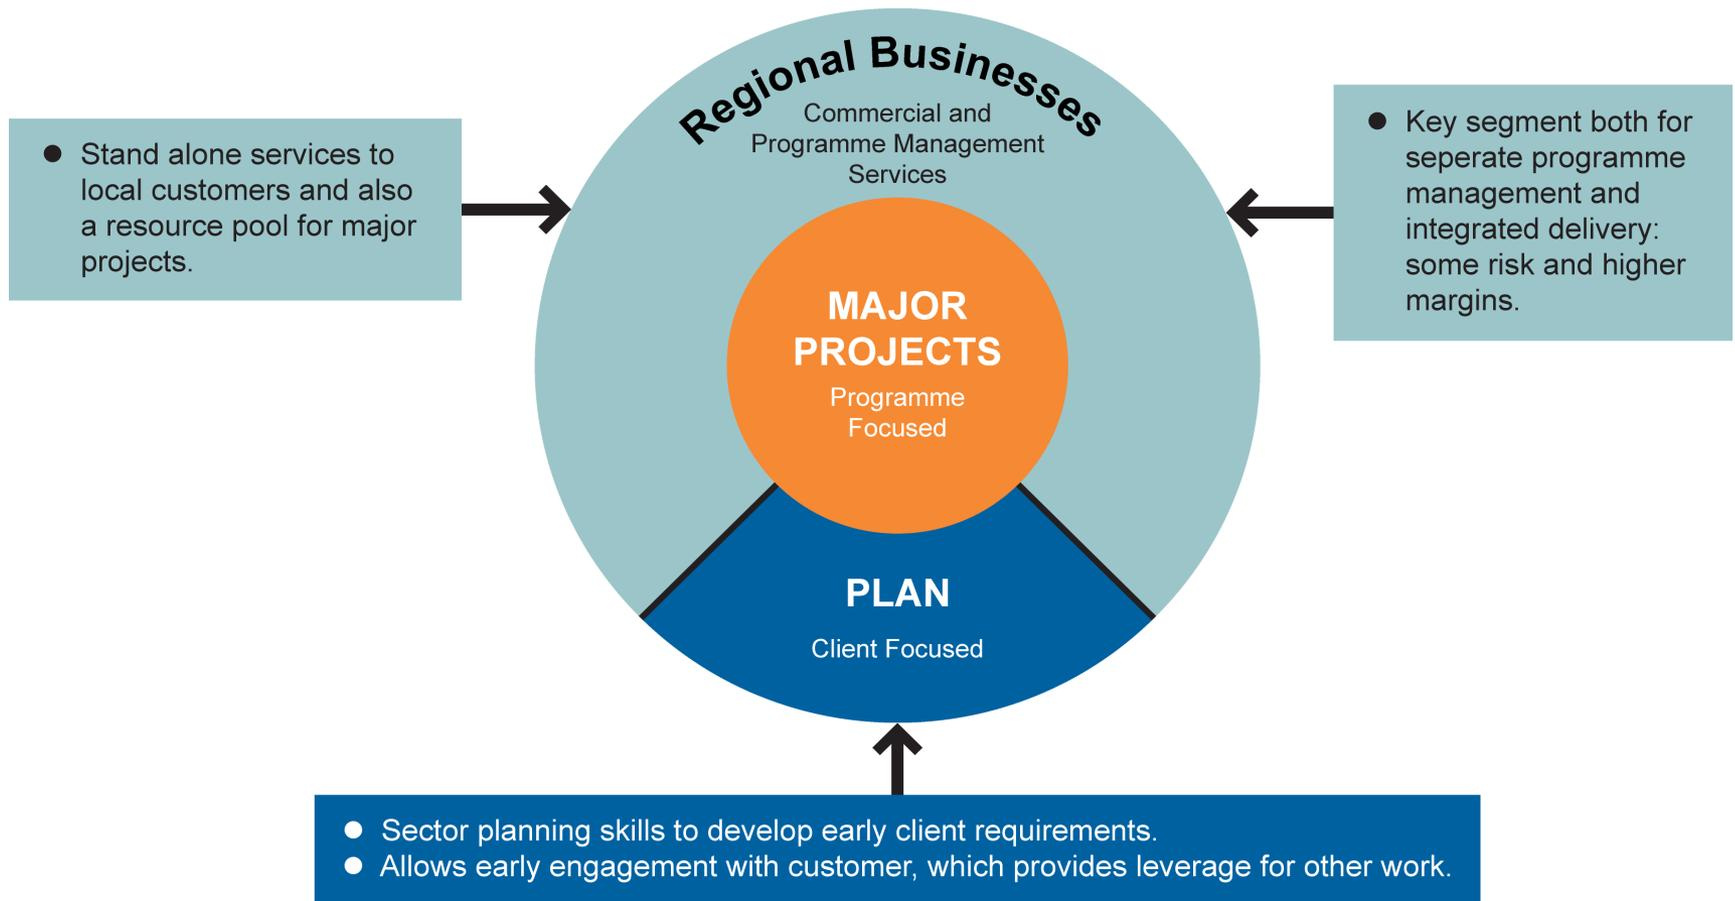 Regional Businesses
Commercial and
Programme Management
Services
● Stand alone services to
local customers and also
a resource pool for major
projects.
● Key segment both for
seperate programme
management and
integrated delivery:
some risk and higher
margins.
MAJOR
PROJECTS
Programme
Focused
PLAN
Client Focused
● Sector planning skills to develop early client requirements.
● Allows early engagement with customer, which provides leverage for other work.